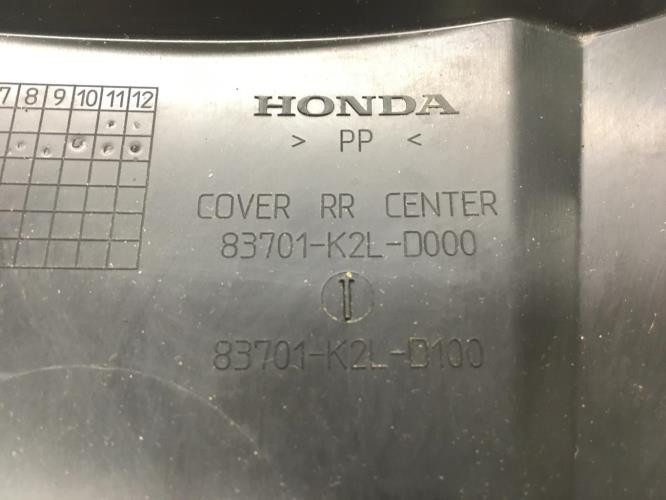 HONDA
> PP <
7 8 9 10 11 12
COVER RR CENTER
83701-K2L-D000
I
83701-K2L-D100